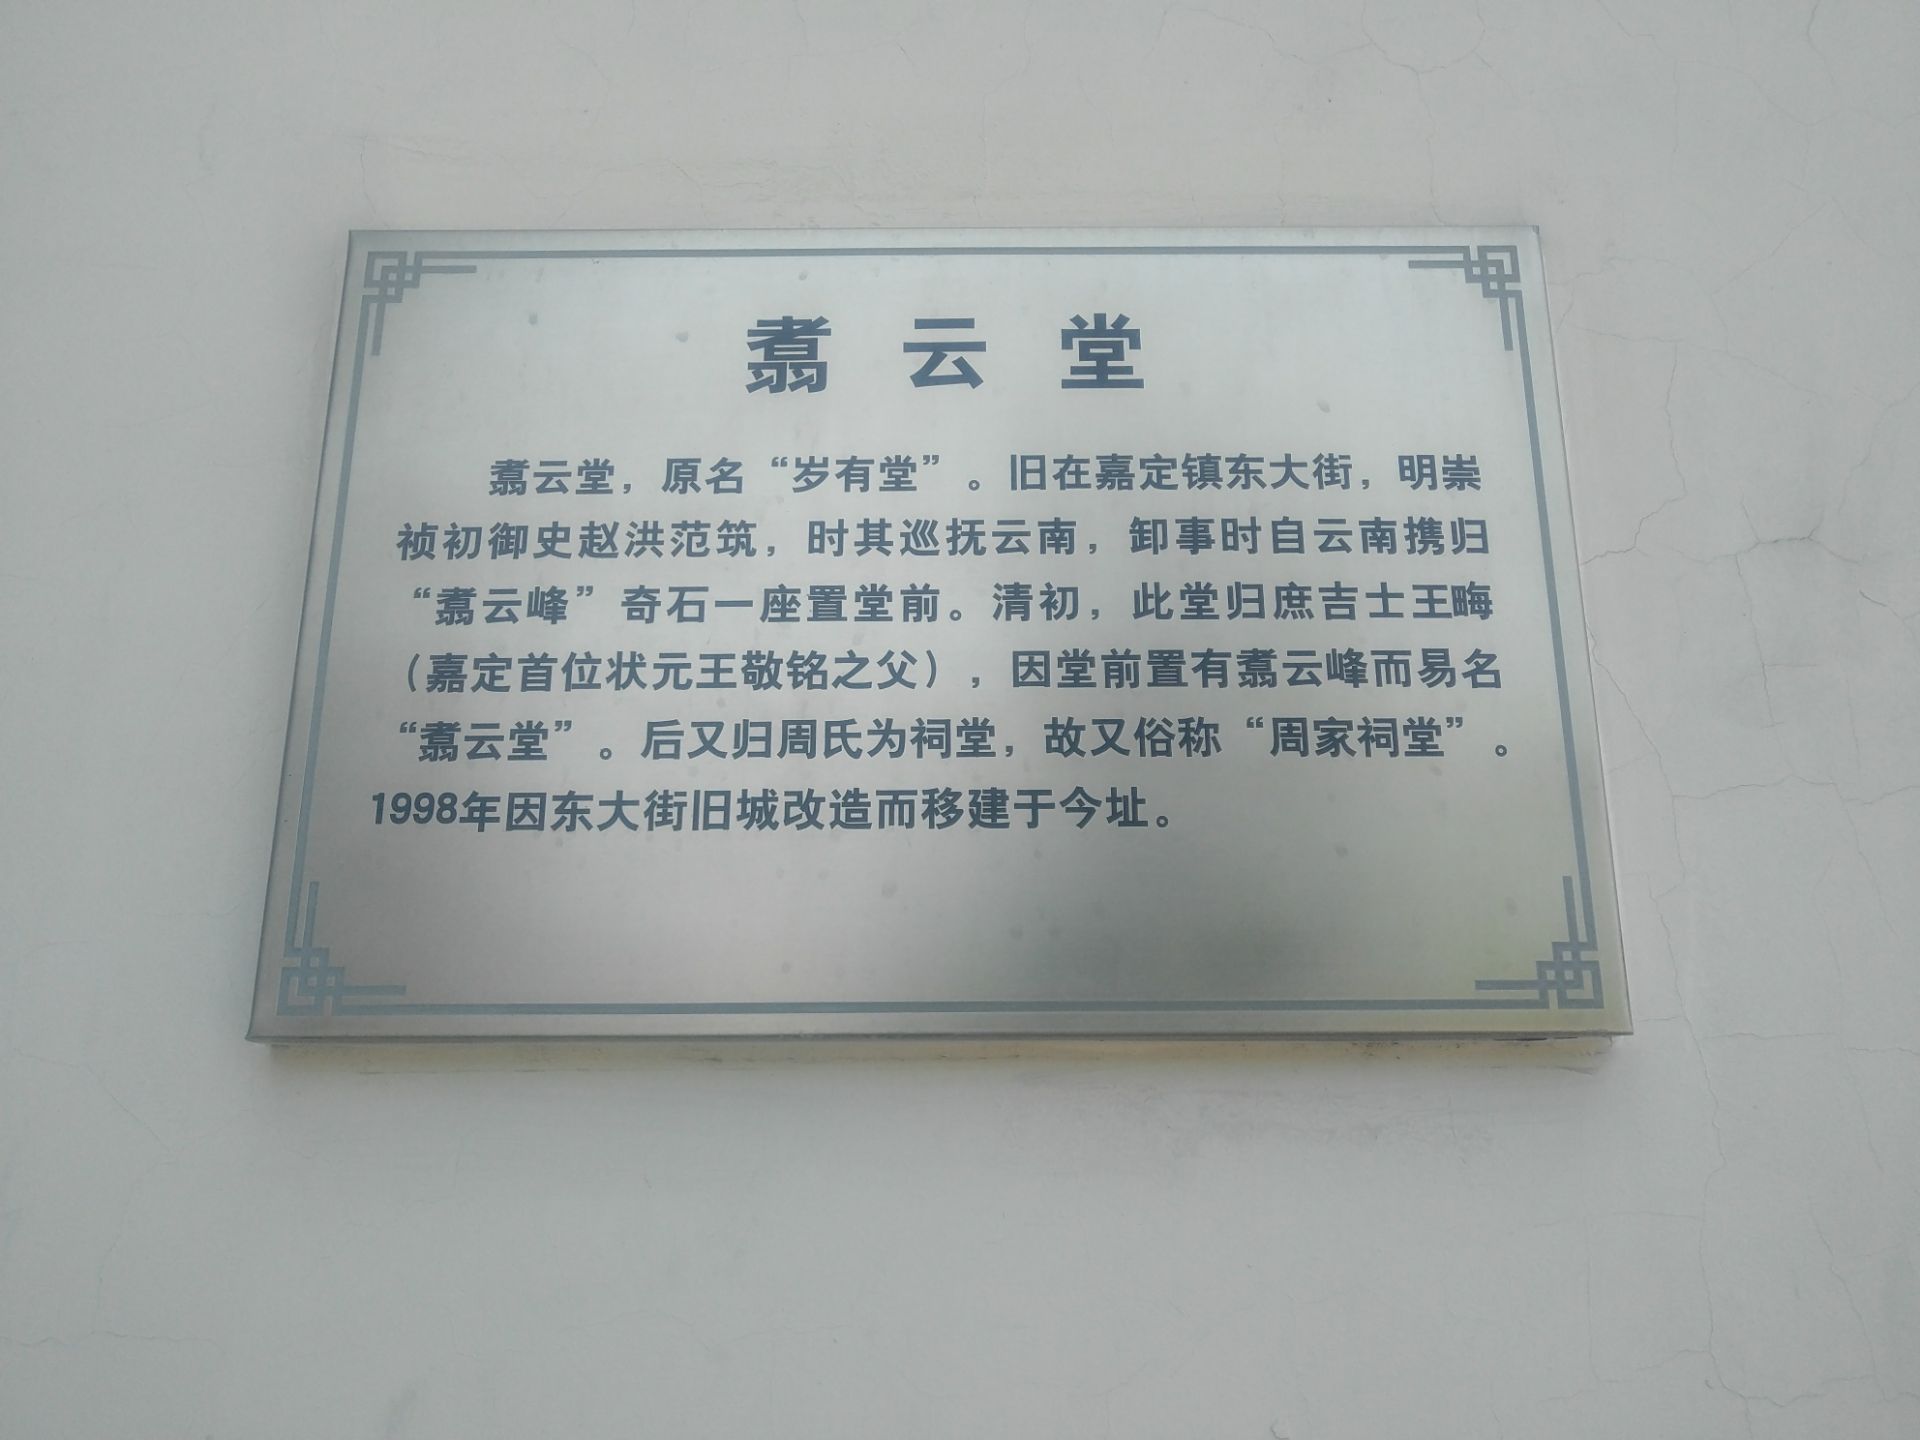 翥云堂
翥云堂，原名“岁有堂”。旧在嘉定镇东大街，明崇
祯初御史赵洪范筑，时其巡抚云南，卸事时自云南携归
“翥云峰”奇石一座置堂前。清初，此堂归庶吉士王晦
（嘉定首位状元王敬铭之父），因堂前置有翥云峰而易名
“翥云堂”。后又归周氏为祠堂，故又俗称“周家祠堂”。
1998年因东大街旧城改造而移建于今址。